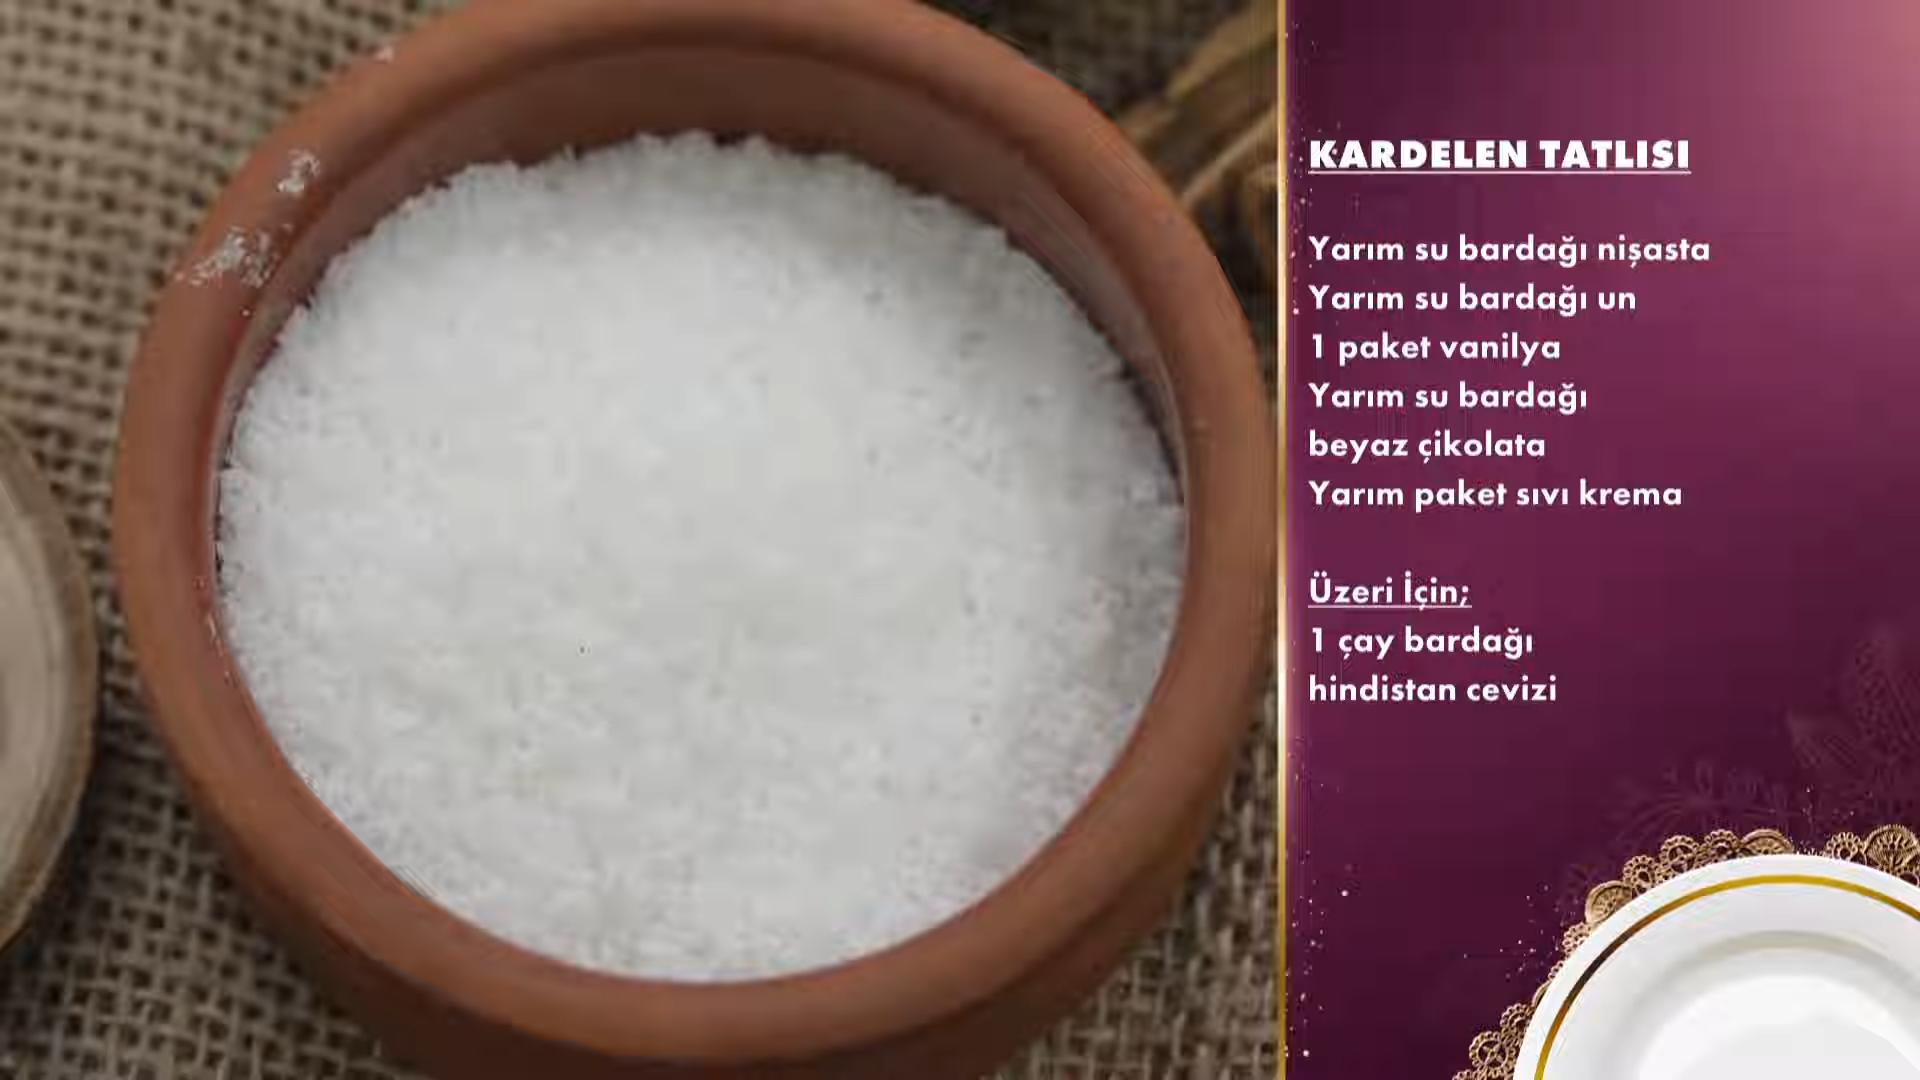 KARDELEN TATLISI
Yarım su bardağı nişasta
Yarım su bardağı un
1 paket vanilya
Yarım su bardağı
beyaz çikolata
Yarım paket sıvı krema
Üzeri İçin;
1 çay bardağı
hindistan cevizi